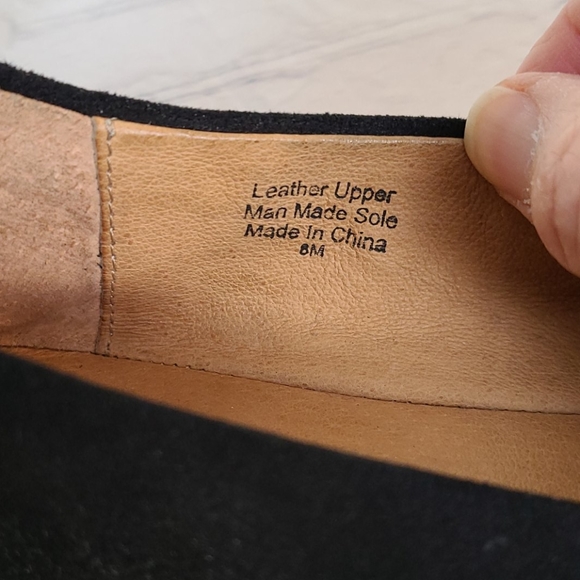 Leather Upper
Man Made Sole
Made In China
8M